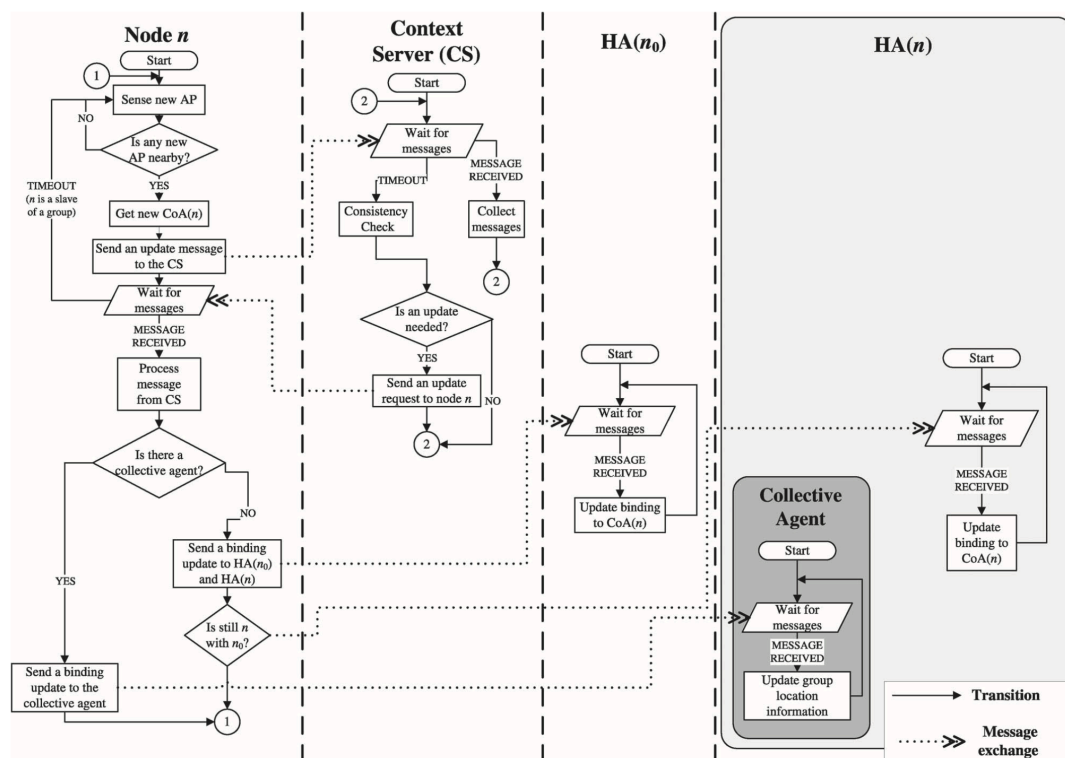 Node n
Start
1
Sense new AP
NO
Is any new
AP nearby?
YES
TIMEOUT
(n is a slave
of a group)
Get new CoA(n)
Send an update message
to the CS
Wait for
messages
MESSAGE
RECEIVED
Process
message
from CS
Is there a
collective agent?
NO
YES
Send a binding
update to HA(n₀)
and HA(n)
Is still n
with n₀?
Send a binding
update to the
collective agent
1
Context
Server (CS)
Start
2
Wait for
messages
TIMEOUT
MESSAGE
RECEIVED
Consistency
Check
Collect
messages
2
Is an update
needed?
YES
NO
Send an update
request to node n
2
HA(n₀)
Start
Wait for
messages
MESSAGE
RECEIVED
Update binding
to CoA(n)
HA(n)
Start
Wait for
messages
MESSAGE
RECEIVED
Update
binding to
CoA(n)
Collective
Agent
Start
Wait for
messages
MESSAGE
RECEIVED
Update group
location
information
Transition
Message
exchange